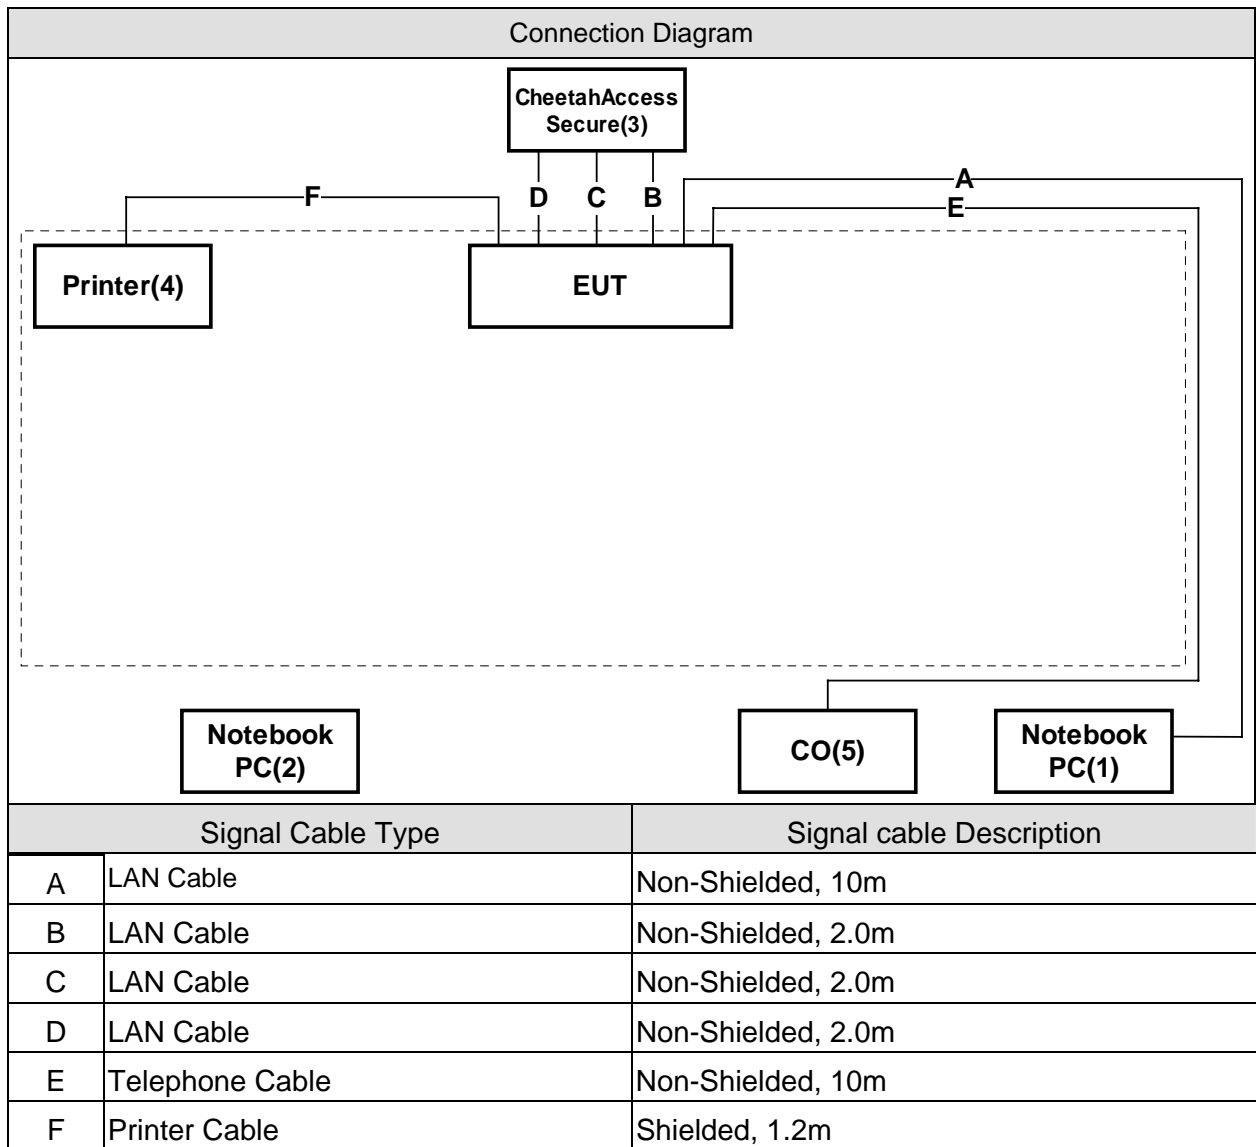 Connection Diagram
CheetahAccess
Secure(3)
F
D
C
B
A
E
Printer(4)
EUT
Notebook
PC(2)
CO(5)
Notebook
PC(1)
Signal Cable Type Signal cable Description
A LAN Cable Non-Shielded, 10m
B LAN Cable Non-Shielded, 2.0m
C LAN Cable Non-Shielded, 2.0m
D LAN Cable Non-Shielded, 2.0m
E Telephone Cable Non-Shielded, 10m
F Printer Cable Shielded, 1.2m